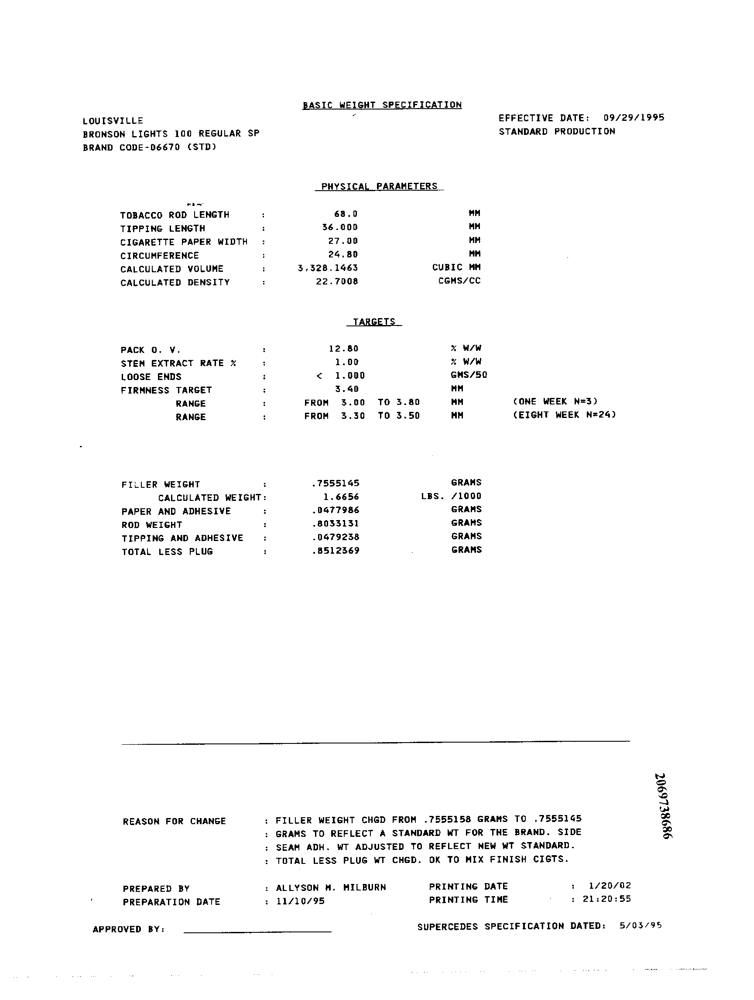 BASIC WEIGHT SPECIFICATION
LOUISVILLE EFFECTIVE DATE: 09/29/1995
BRONSON LIGHTS 100 REGULAR SP STANDARD PRODUCTION
BRAND CODE-D6670 (STD)
PHYSICAL PARAMETERS
TOBACCO ROD LENGTH : 68.0 MM
TIPPING LENGTH : 36.000 MM
CIGARETTE PAPER WIDTH : 27.00 MM
CIRCUMFERENCE : 24.80 MM
CALCULATED VOLUME : 3,328.1463 CUBIC MM
CALCULATED DENSITY : 22.7008 CGMS/CC
TARGETS
PACK O. V. : 12.80 % W/W
STEM EXTRACT RATE % : 1.00 % W/W
LOOSE ENDS : < 1.000 GMS/50
FIRMNESS TARGET : 3.40 MM
RANGE : FROM 3.00 TO 3.80 MM (ONE WEEK N=3)
RANGE : FROM 3.30 TO 3.50 MM (EIGHT WEEK N=24)
FILLER WEIGHT : .7555145 GRAMS
CALCULATED WEIGHT: 1.6656 LBS. /1000
PAPER AND ADHESIVE : .0477986 GRAMS
ROD WEIGHT : .8033131 GRAMS
TIPPING AND ADHESIVE : .0479238 GRAMS
TOTAL LESS PLUG : .8512369 GRAMS
2069738686
REASON FOR CHANGE : FILLER WEIGHT CHGD FROM .7555158 GRAMS TO .7555145
: GRAMS TO REFLECT A STANDARD WT FOR THE BRAND. SIDE
: SEAM ADH. WT ADJUSTED TO REFLECT NEW WT STANDARD.
: TOTAL LESS PLUG WT CHGD. OK TO MIX FINISH CIGTS.
PREPARED BY : ALLYSON M. MILBURN PRINTING DATE : 1/20/02
PREPARATION DATE : 11/10/95 PRINTING TIME : 21:20:55
APPROVED BY: SUPERCEDES SPECIFICATION DATED: 5/03/95